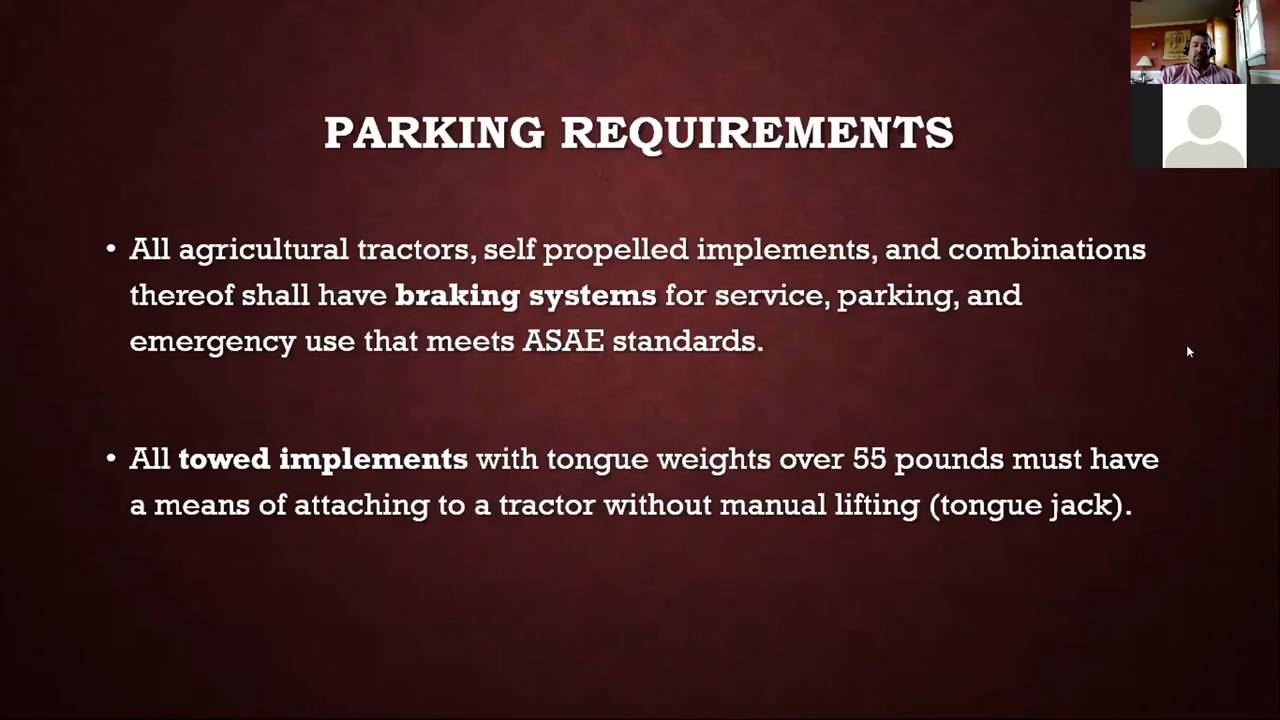 PARKING REQUIREMENTS
• All agricultural tractors, self propelled implements, and combinations
thereof shall have braking systems for service, parking, and
emergency use that meets ASAE standards.
• All towed implements with tongue weights over 55 pounds must have
a means of attaching to a tractor without manual lifting (tongue jack).